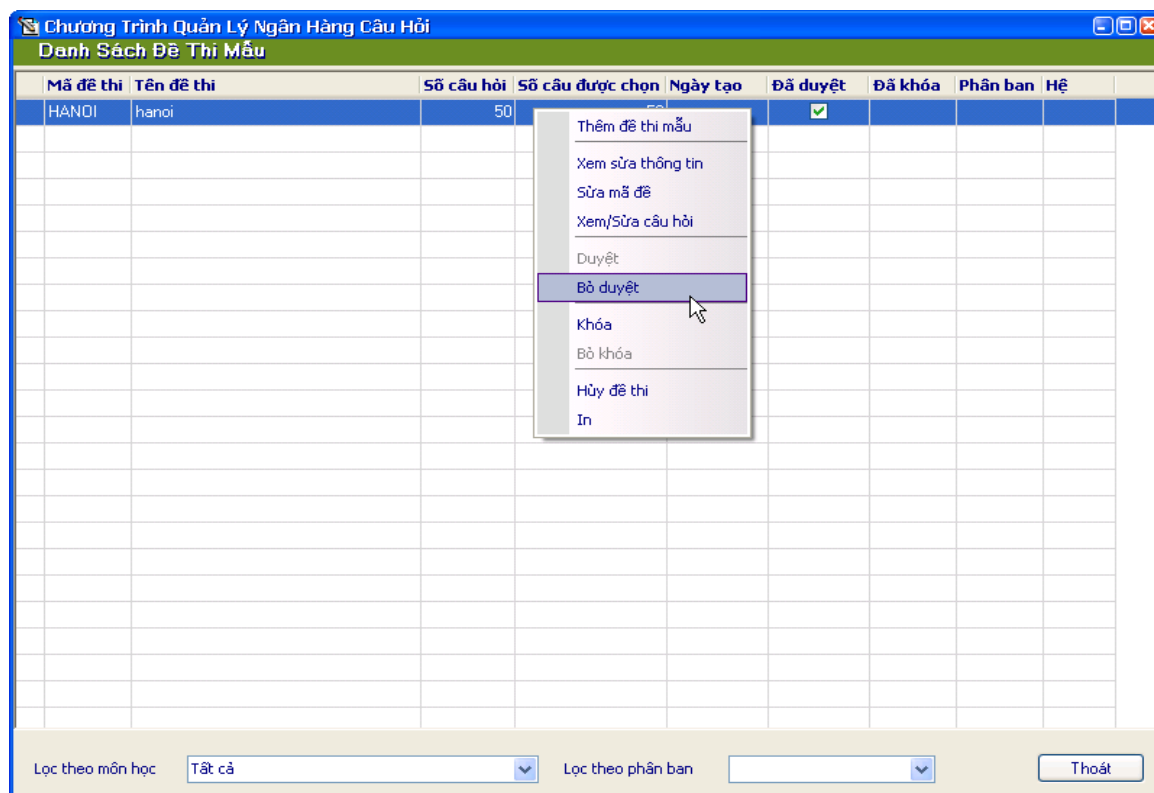 Chương Trình Quản Lý Ngân Hàng Câu Hỏi
Danh Sách Đề Thi Mẫu
Mã đề thi Tên đề thi Số câu hỏi Số câu được chọn Ngày tạo Đã duyệt Đã khóa Phân ban Hệ
HANOI hanoi 50
Thêm đề thi mẫu
Xem sửa thông tin
Sửa mã đề
Xem/Sửa câu hỏi
Duyệt
Bỏ duyệt
Khóa
Bỏ khóa
Hủy đề thi
In
Lọc theo môn học Tất cả Lọc theo phân ban Thoát